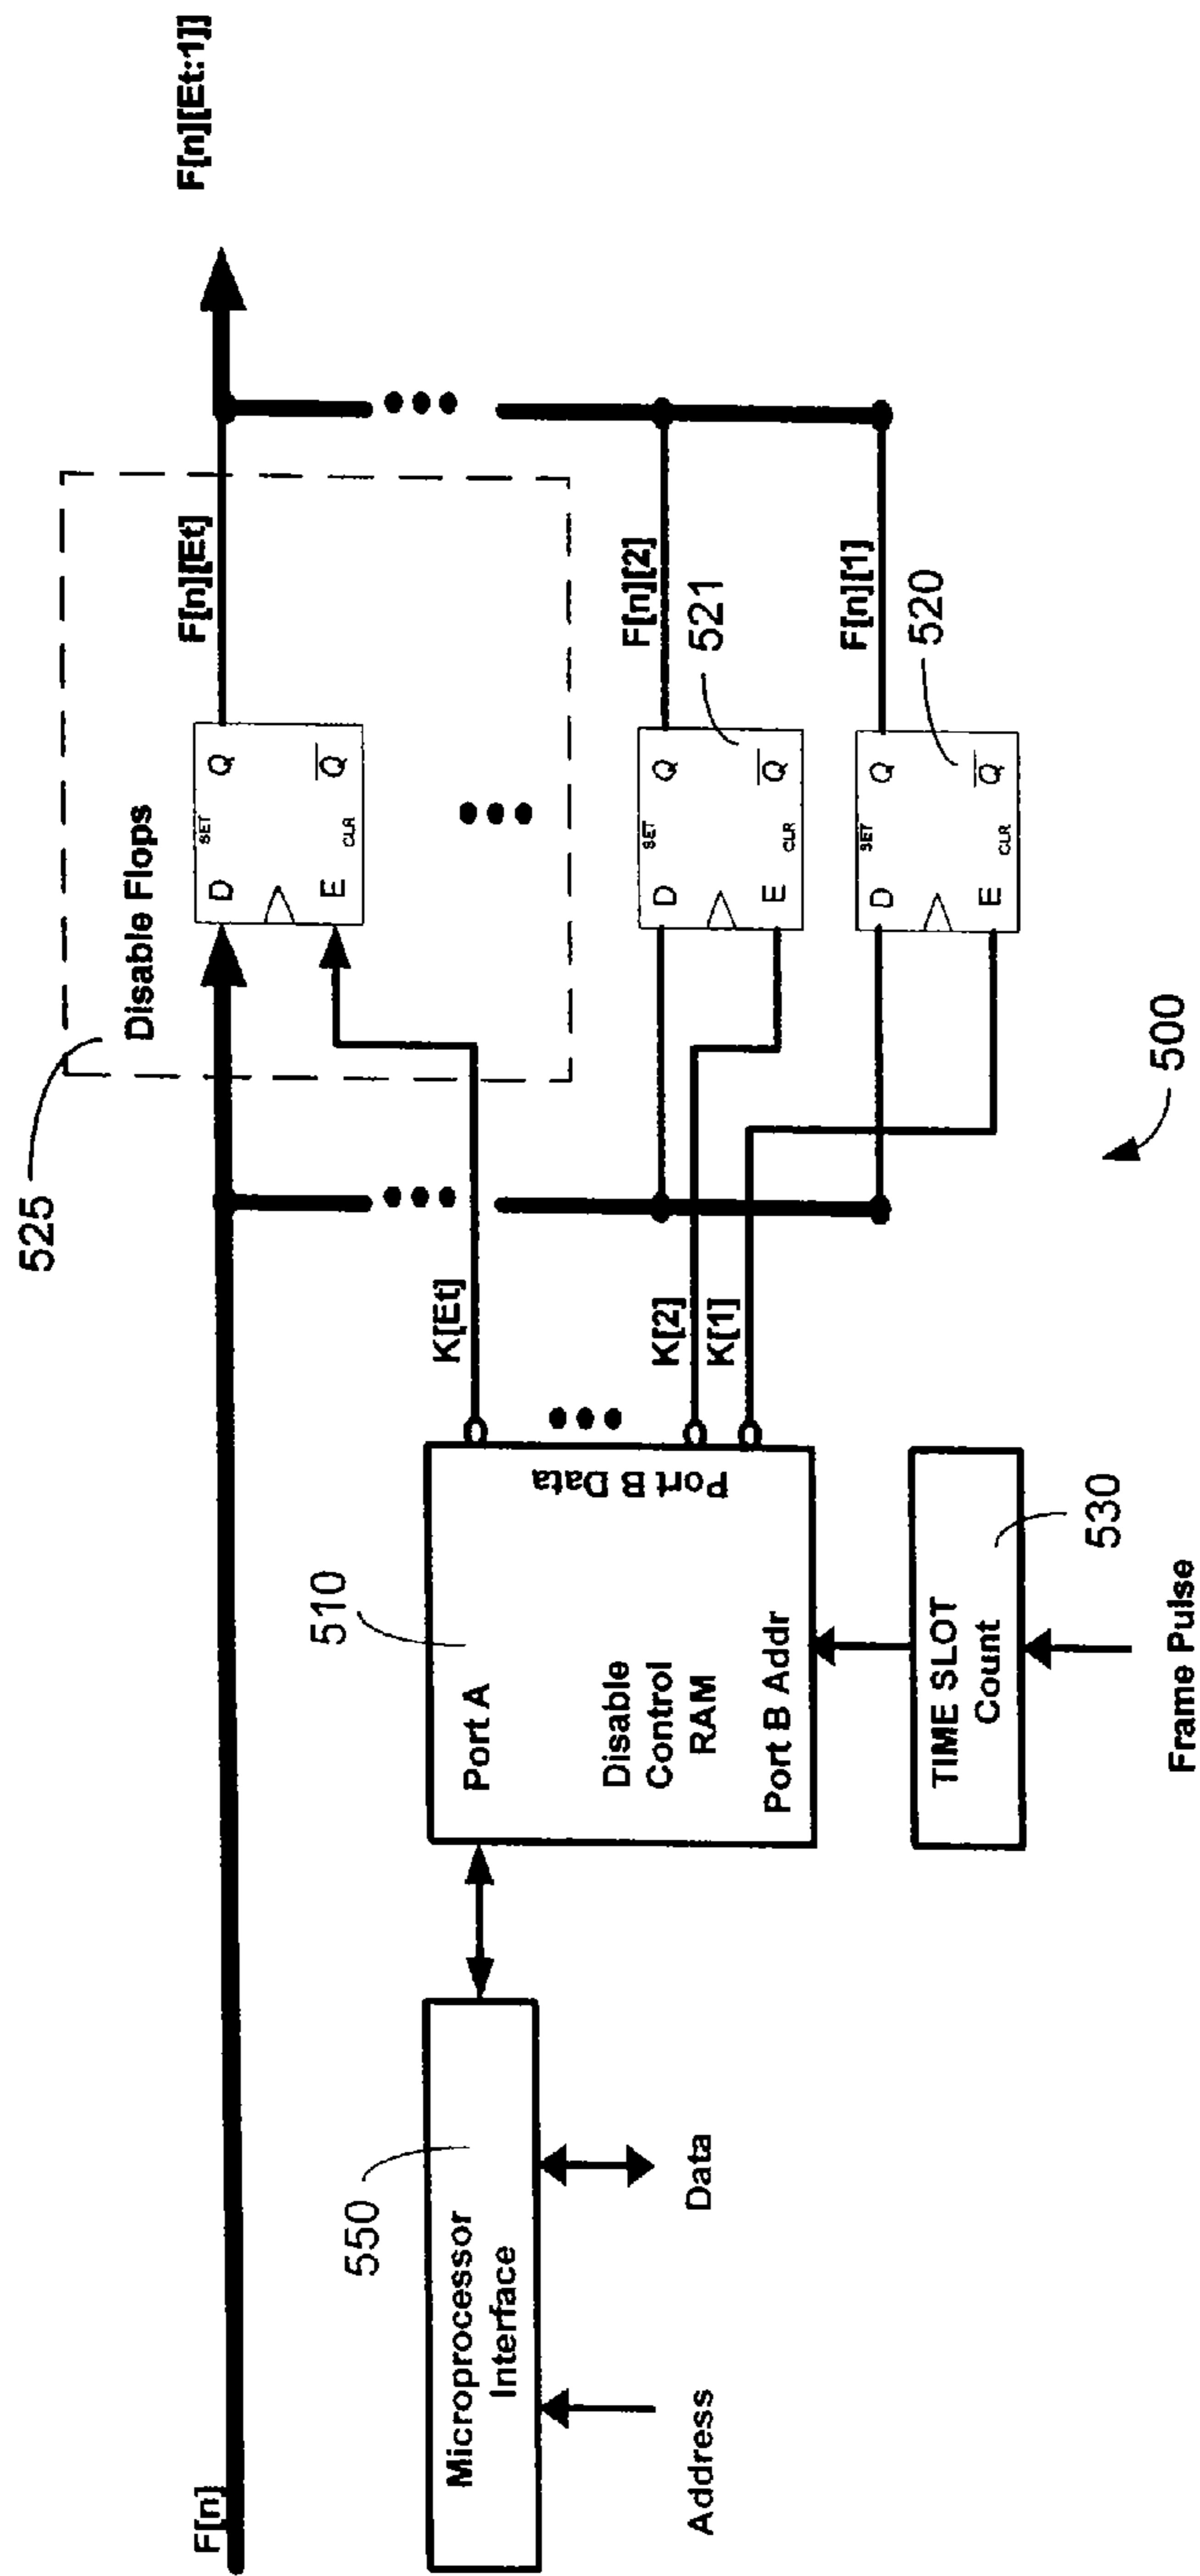 F[n]
F[n][Et:1]]
525
Disable Flops
F[n][Et]
D
SET
Q
E
CLR
Q
K[Et]
F[n][2]
521
D
SET
Q
E
CLR
Q
K[2]
K[1]
F[n][1]
520
D
SET
Q
E
CLR
Q
550
Microprocessor
Interface
Address
Data
510
Port A
Port B Data
Disable
Control
RAM
Port B Addr
TIME SLOT
Count
530
Frame Pulse
500